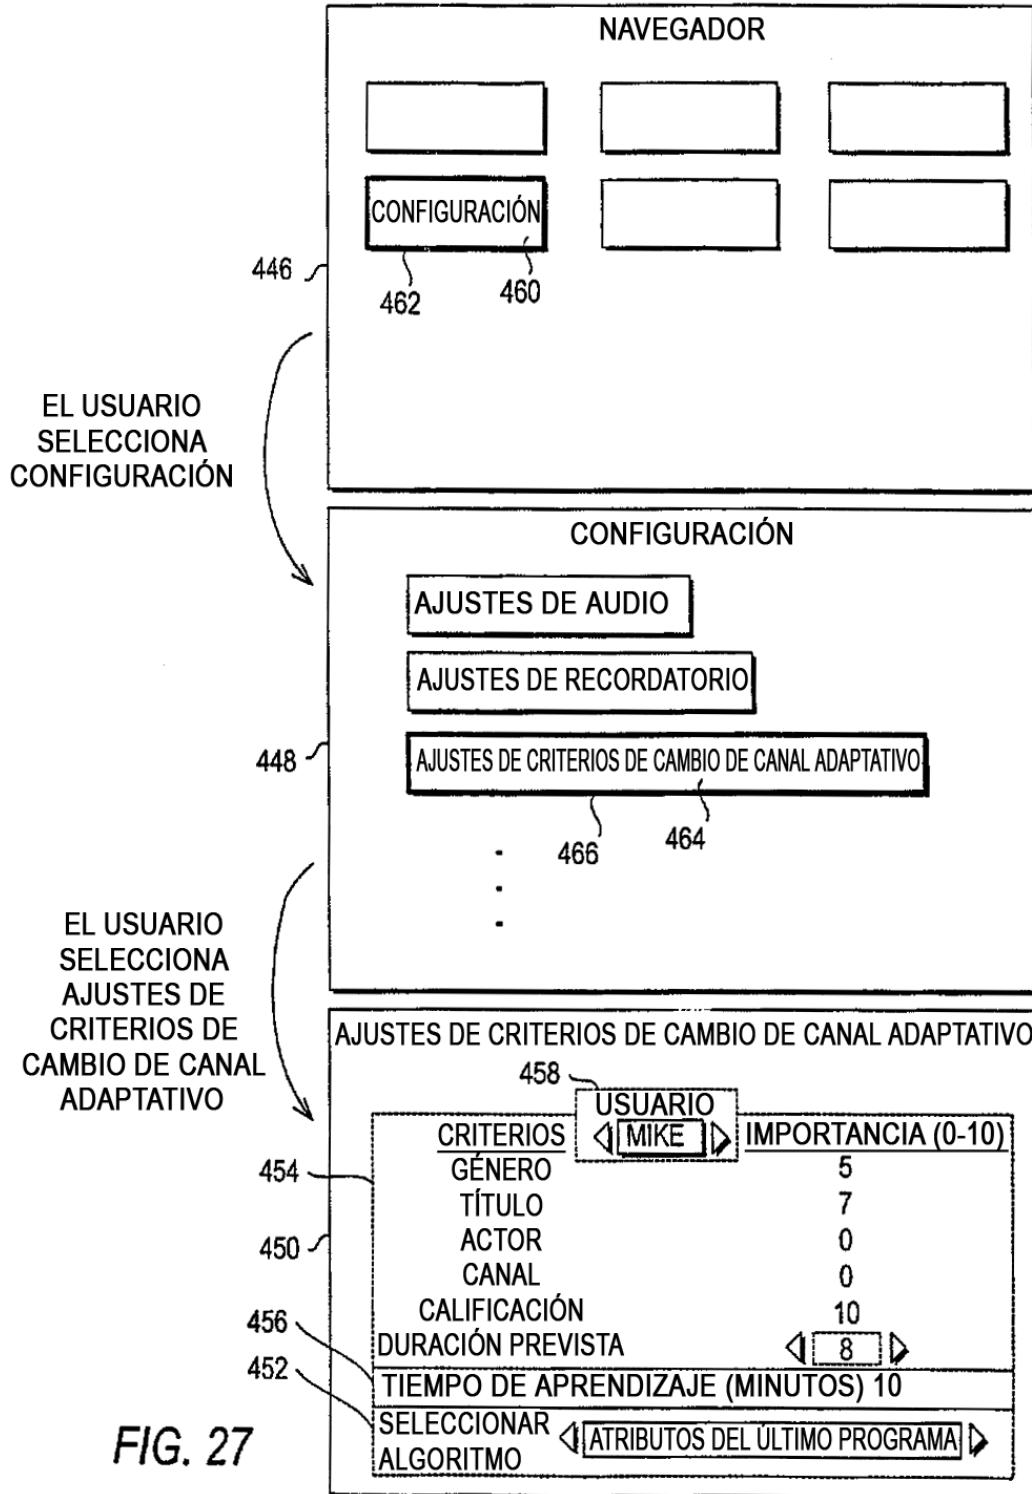 NAVEGADOR
CONFIGURACIÓN
446
462
460
EL USUARIO
SELECCIONA
CONFIGURACIÓN
CONFIGURACIÓN
AJUSTES DE AUDIO
AJUSTES DE RECORDATORIO
448
AJUSTES DE CRITERIOS DE CAMBIO DE CANAL ADAPTATIVO
466
464
EL USUARIO
SELECCIONA
AJUSTES DE
CRITERIOS DE
CAMBIO DE CANAL
ADAPTATIVO
AJUSTES DE CRITERIOS DE CAMBIO DE CANAL ADAPTATIVO
458
USUARIO
CRITERIOS MIKE IMPORTANCIA (0-10)
454
GÉNERO 5
TÍTULO 7
450
ACTOR 0
CANAL 0
CALIFICACIÓN 10
456
DURACIÓN PREVISTA 8
452
TIEMPO DE APRENDIZAJE (MINUTOS) 10
SELECCIONAR
ALGORITMO
ATRIBUTOS DEL ÚLTIMO PROGRAMA
FIG. 27